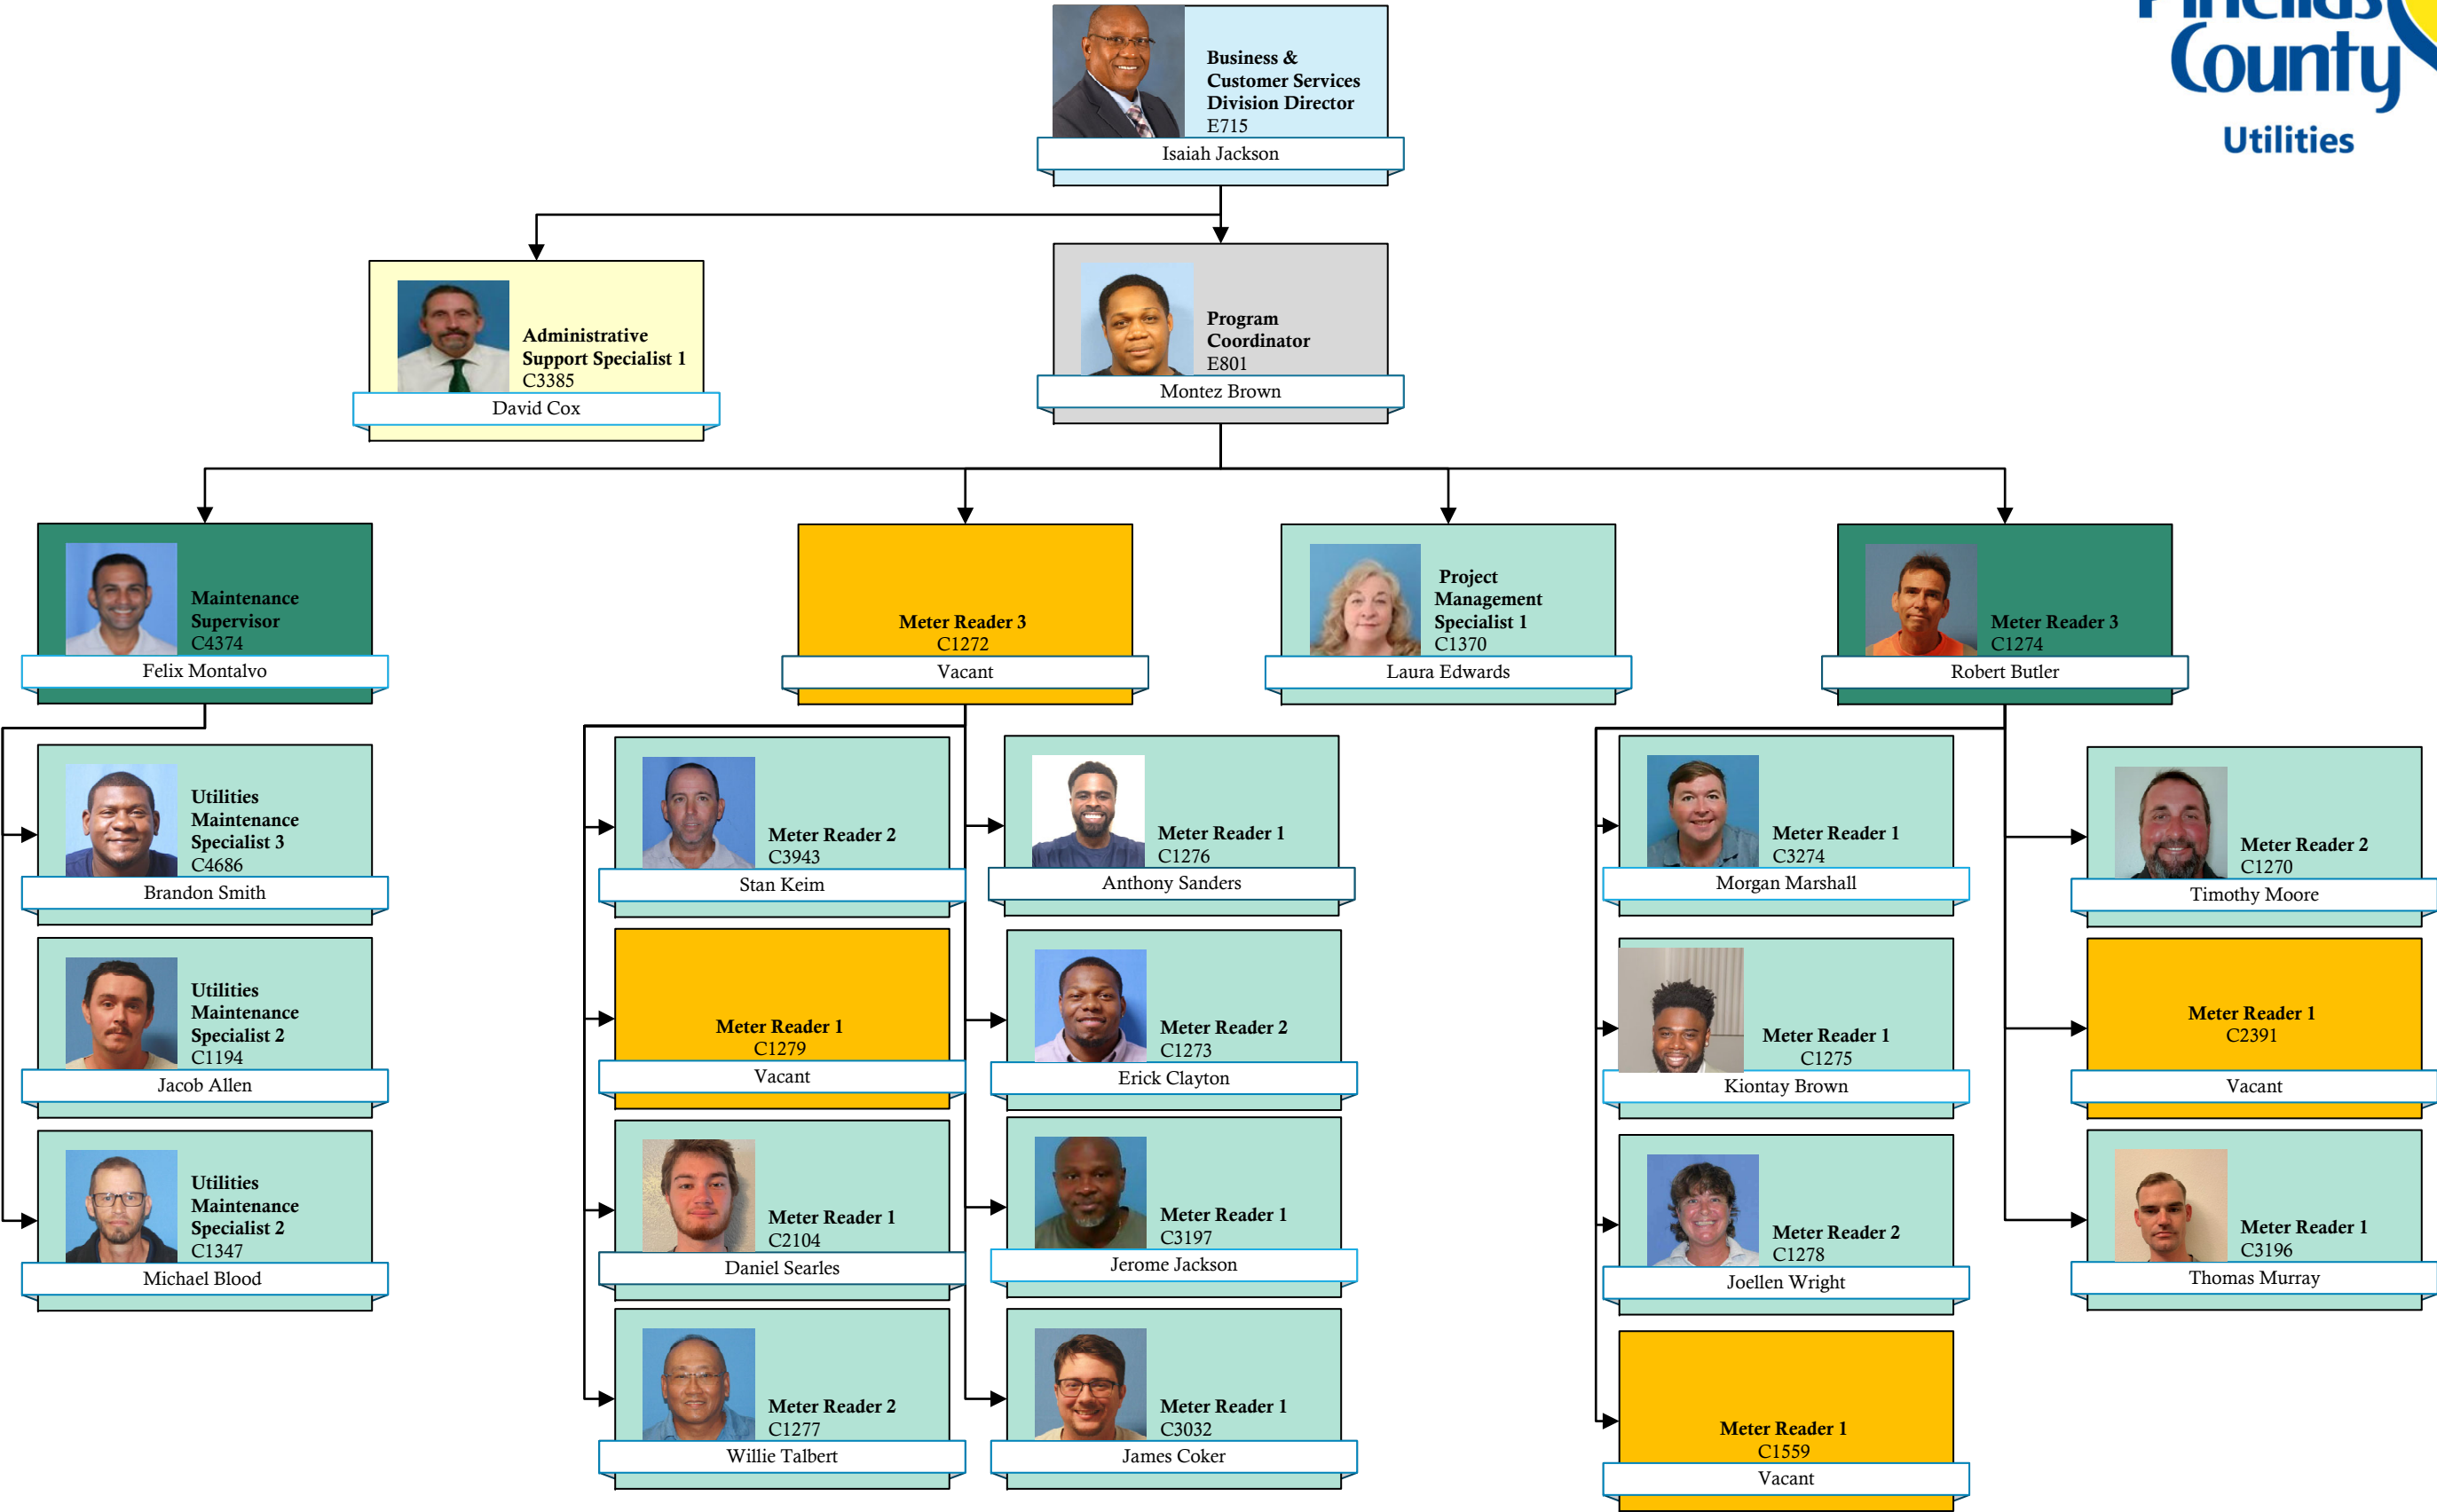 Pinellas
County
Utilities
Business &
Customer Services
Division Director
E715
Isaiah Jackson
Administrative
Support Specialist 1
C3385
David Cox
Program
Coordinator
E801
Montez Brown
Maintenance
Supervisor
C4374
Felix Montalvo
Meter Reader 3
C1272
Vacant
Project
Management
Specialist 1
C1370
Laura Edwards
Meter Reader 3
C1274
Robert Butler
Utilities
Maintenance
Specialist 3
C4686
Brandon Smith
Utilities
Maintenance
Specialist 2
C1194
Jacob Allen
Utilities
Maintenance
Specialist 2
C1347
Michael Blood
Meter Reader 2
C3943
Stan Keim
Meter Reader 1
C1279
Vacant
Meter Reader 1
C2104
Daniel Searles
Meter Reader 2
C1277
Willie Talbert
Meter Reader 1
C1276
Anthony Sanders
Meter Reader 2
C1273
Erick Clayton
Meter Reader 1
C3197
Jerome Jackson
Meter Reader 1
C3032
James Coker
Meter Reader 1
C3274
Morgan Marshall
Meter Reader 1
C1275
Kiontay Brown
Meter Reader 2
C1278
Joellen Wright
Meter Reader 1
C1559
Vacant
Meter Reader 2
C1270
Timothy Moore
Meter Reader 1
C2391
Vacant
Meter Reader 1
C3196
Thomas Murray